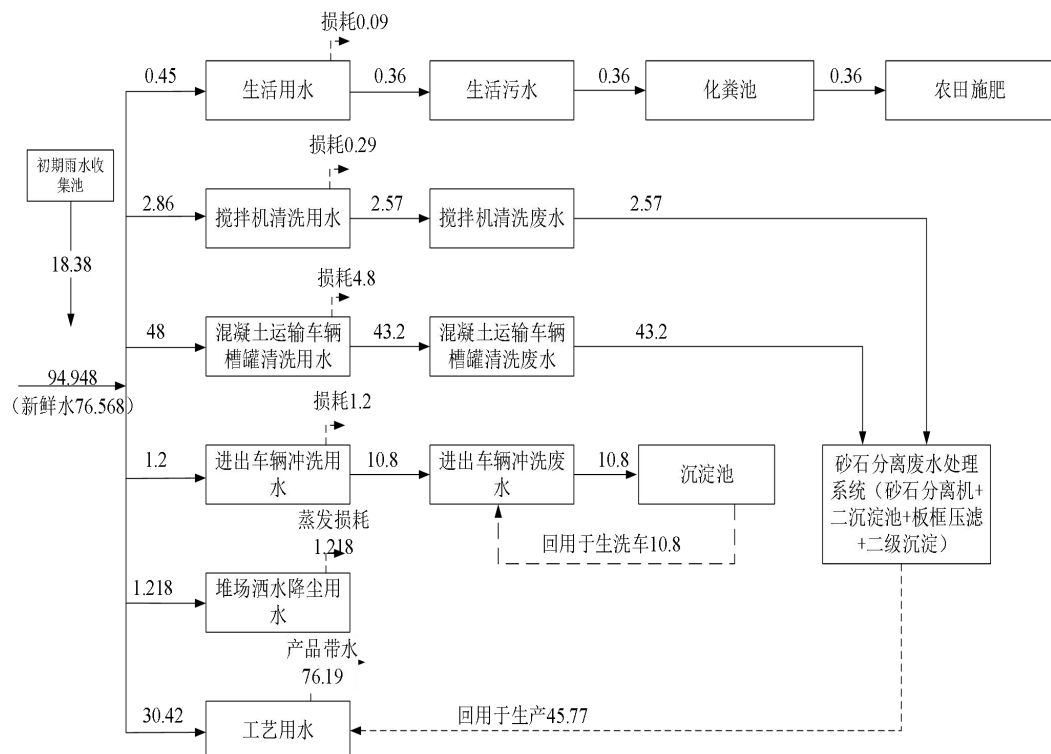 损耗0.09
0.45
生活用水
0.36
生活污水
0.36
化粪池
0.36
农田施肥
初期雨水收
集池
18.38
损耗0.29
2.86
搅拌机清洗用水
2.57
搅拌机清洗废水
2.57
损耗4.8
48
混凝土运输车辆
槽罐清洗用水
43.2
混凝土运输车辆
槽罐清洗废水
43.2
94.948
（新鲜水76.568）
损耗1.2
1.2
进出车辆冲洗用
水
10.8
进出车辆冲洗废
水
10.8
沉淀池
回用于生洗车10.8
砂石分离废水处理
系统（砂石分离机+
二沉淀池+板框压滤
+二级沉淀）
蒸发损耗
1.218
1.218
堆场洒水降尘用
水
产品带水
76.19
30.42
工艺用水
回用于生产45.77